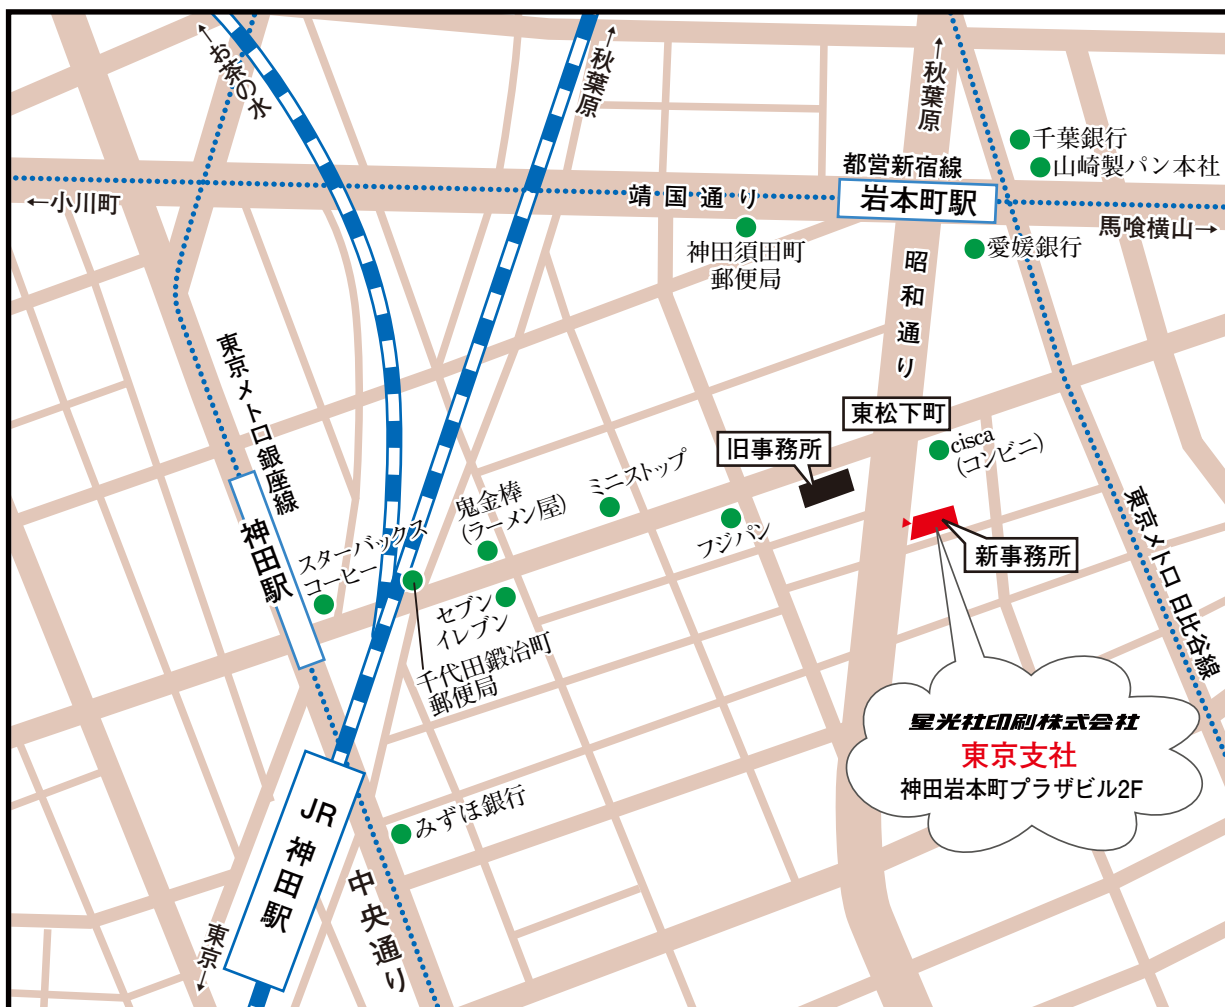 ←お茶の水
←秋葉原
←秋葉原
千葉銀行
山崎製パン本社
都営新宿線
岩本町駅
←小川町
靖国通り
馬喰横山→
神田須田町
郵便局
愛媛銀行
昭和通り
東京メトロ銀座線
東松下町
旧事務所
cisca
(コンビニ)
ミニストップ
鬼金棒
(ラーメン屋)
フジパン
新事務所
東京メトロ日比谷線
神田駅
スターバックス
コーヒー
セブン
イレブン
千代田鍛冶町
郵便局
星光社印刷株式会社
東京支社
神田岩本町プラザビル2F
JR神田駅
みずほ銀行
中央通り
東京→